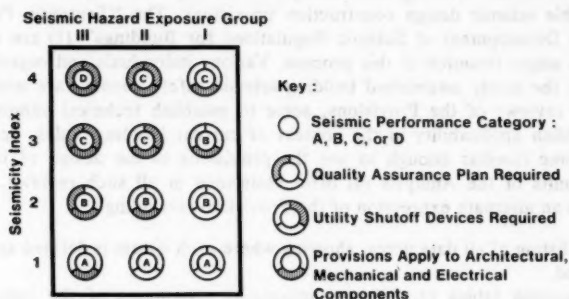 Seismic Hazard Exposure Group
III II I
Seismicity Index
4 D C C
3 C C B
2 B B B
1 A A A
Key :
Seismic Performance Category :
A, B, C, or D
Quality Assurance Plan Required
Utility Shutoff Devices Required
Provisions Apply to Architectural,
Mechanical and Electrical
Components